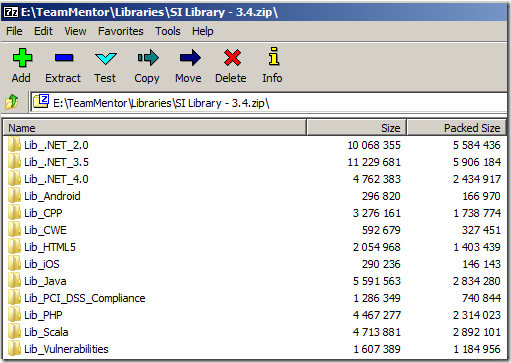 7z E:\TeamMentor\Libraries\SI Library - 3.4.zip\
File Edit View Favorites Tools Help
Add Extract Test Copy Move Delete Info
E:\TeamMentor\Libraries\SI Library - 3.4.zip\
Name Size Packed Size
Lib_.NET_2.0 10 068 355 5 584 436
Lib_.NET_3.5 11 229 681 5 906 184
Lib_.NET_4.0 4 762 383 2 434 917
Lib_Android 296 820 166 970
Lib_CPP 3 276 161 1 738 774
Lib_CWE 592 679 327 451
Lib_HTML5 2 054 968 1 403 439
Lib_iOS 290 236 146 143
Lib_Java 5 591 563 2 834 280
Lib_PCI_DSS_Compliance 1 286 349 740 844
Lib_PHP 4 467 277 2 314 023
Lib_Scala 4 713 881 2 892 101
Lib_Vulnerabilities 1 607 389 1 184 956